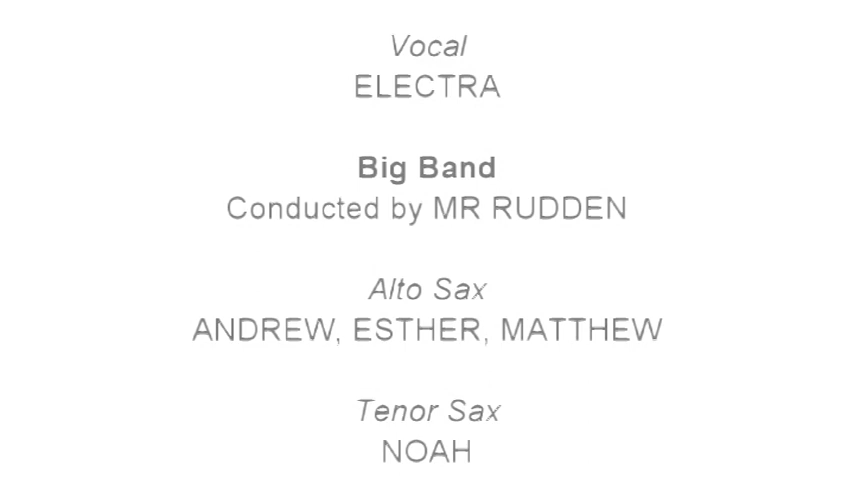 Vocal
ELECTRA
Big Band
Conducted by MR RUDDEN
Alto Sax
ANDREW, ESTHER, MATTHEW
Tenor Sax
NOAH